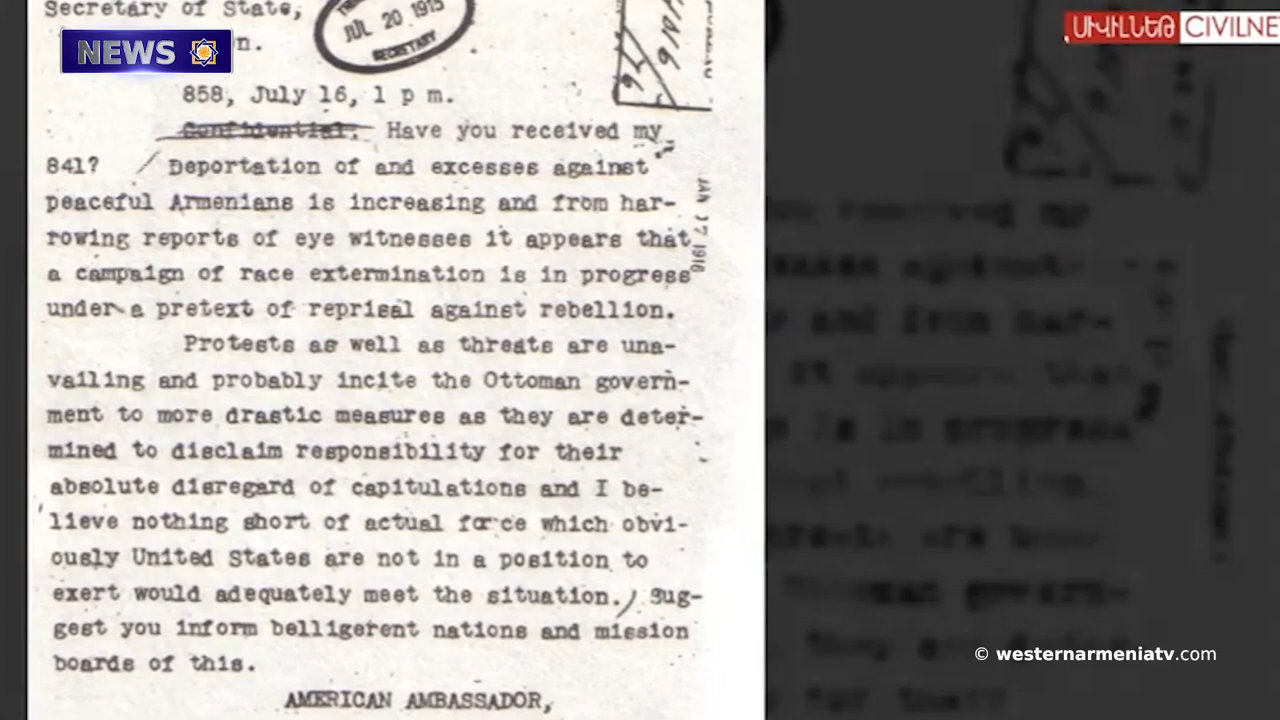 Secretary of State,
n.
JUL 20 1915
SECRETARY
NEWS
ՍԻՎԻԼՆԵԹ CIVILNE
858, July 16, 1 p m.
Confidential. Have you received my
841? Deportation of and excesses against
peaceful Armenians is increasing and from har-
rowing reports of eye witnesses it appears that
a campaign of race extermination is in progress
under a pretext of reprisal against rebellion.
JAN 17 1916
Protests as well as threats are una-
vailing and probably incite the Ottoman govern-
ment to more drastic measures as they are deter-
mined to disclaim responsibility for their
absolute disregard of capitulations and I be-
lieve nothing short of actual force which obvi-
ously United States are not in a position to
exert would adequately meet the situation. Sug-
gest you inform belligerent nations and mission
boards of this.
AMERICAN AMBASSADOR,
© westernarmeniatv.com